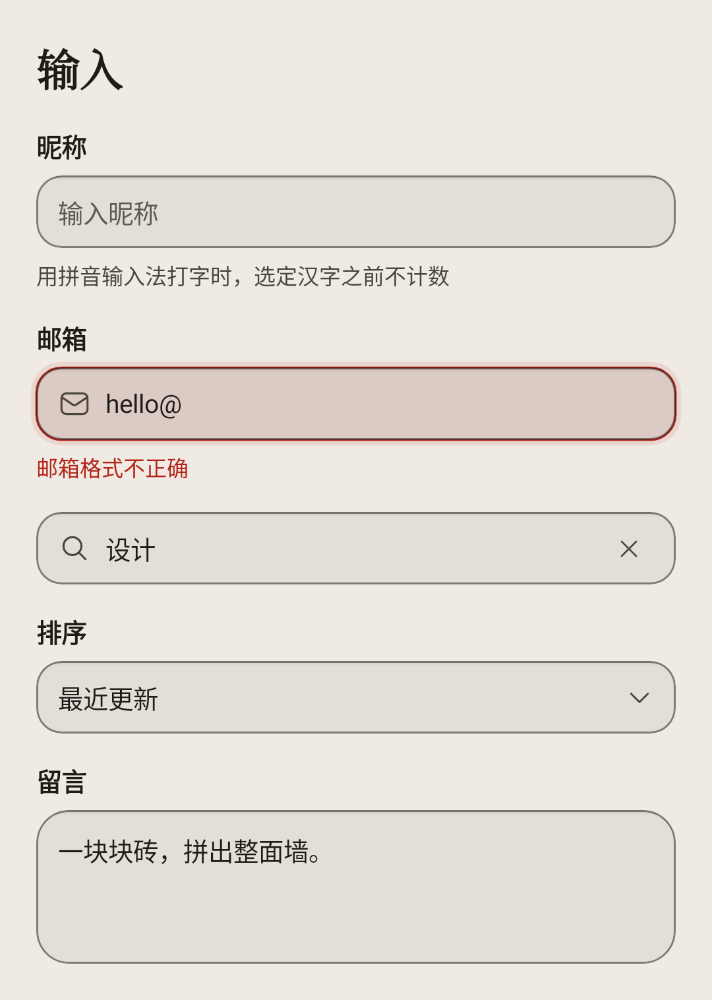 输入
昵称
输入昵称
用拼音输入法打字时，选定汉字之前不计数
邮箱
hello@
邮箱格式不正确
设计
排序
最近更新
留言
一块块砖，拼出整面墙。